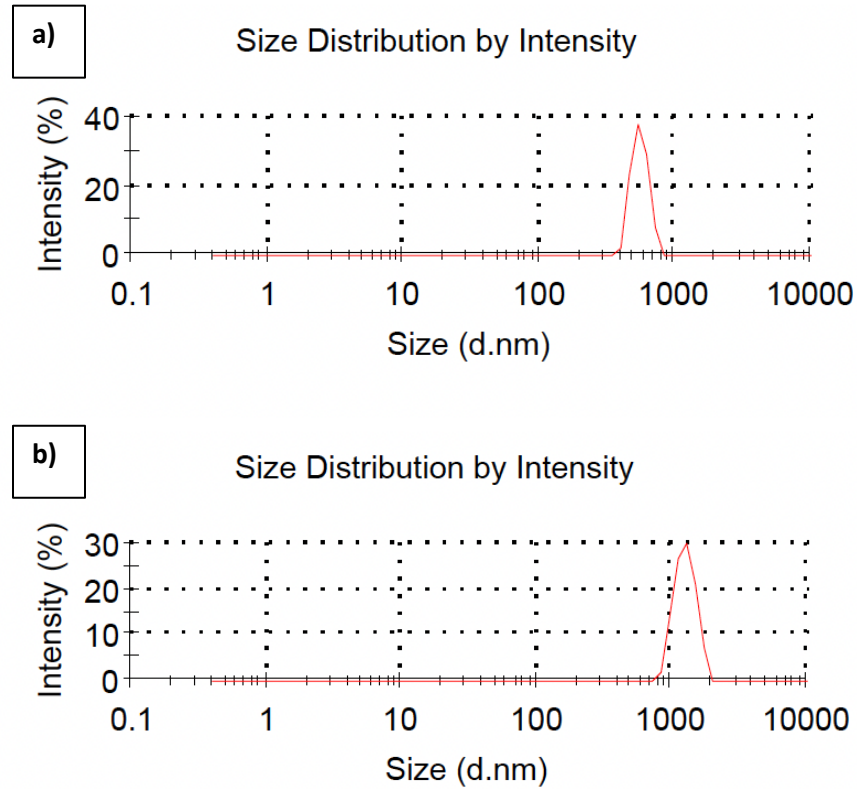 a)
Size Distribution by Intensity
Intensity (%)
40
20
0
0.1 1 10 100 1000 10000
Size (d.nm)
b)
Size Distribution by Intensity
Intensity (%)
30
20
10
0
0.1 1 10 100 1000 10000
Size (d.nm)